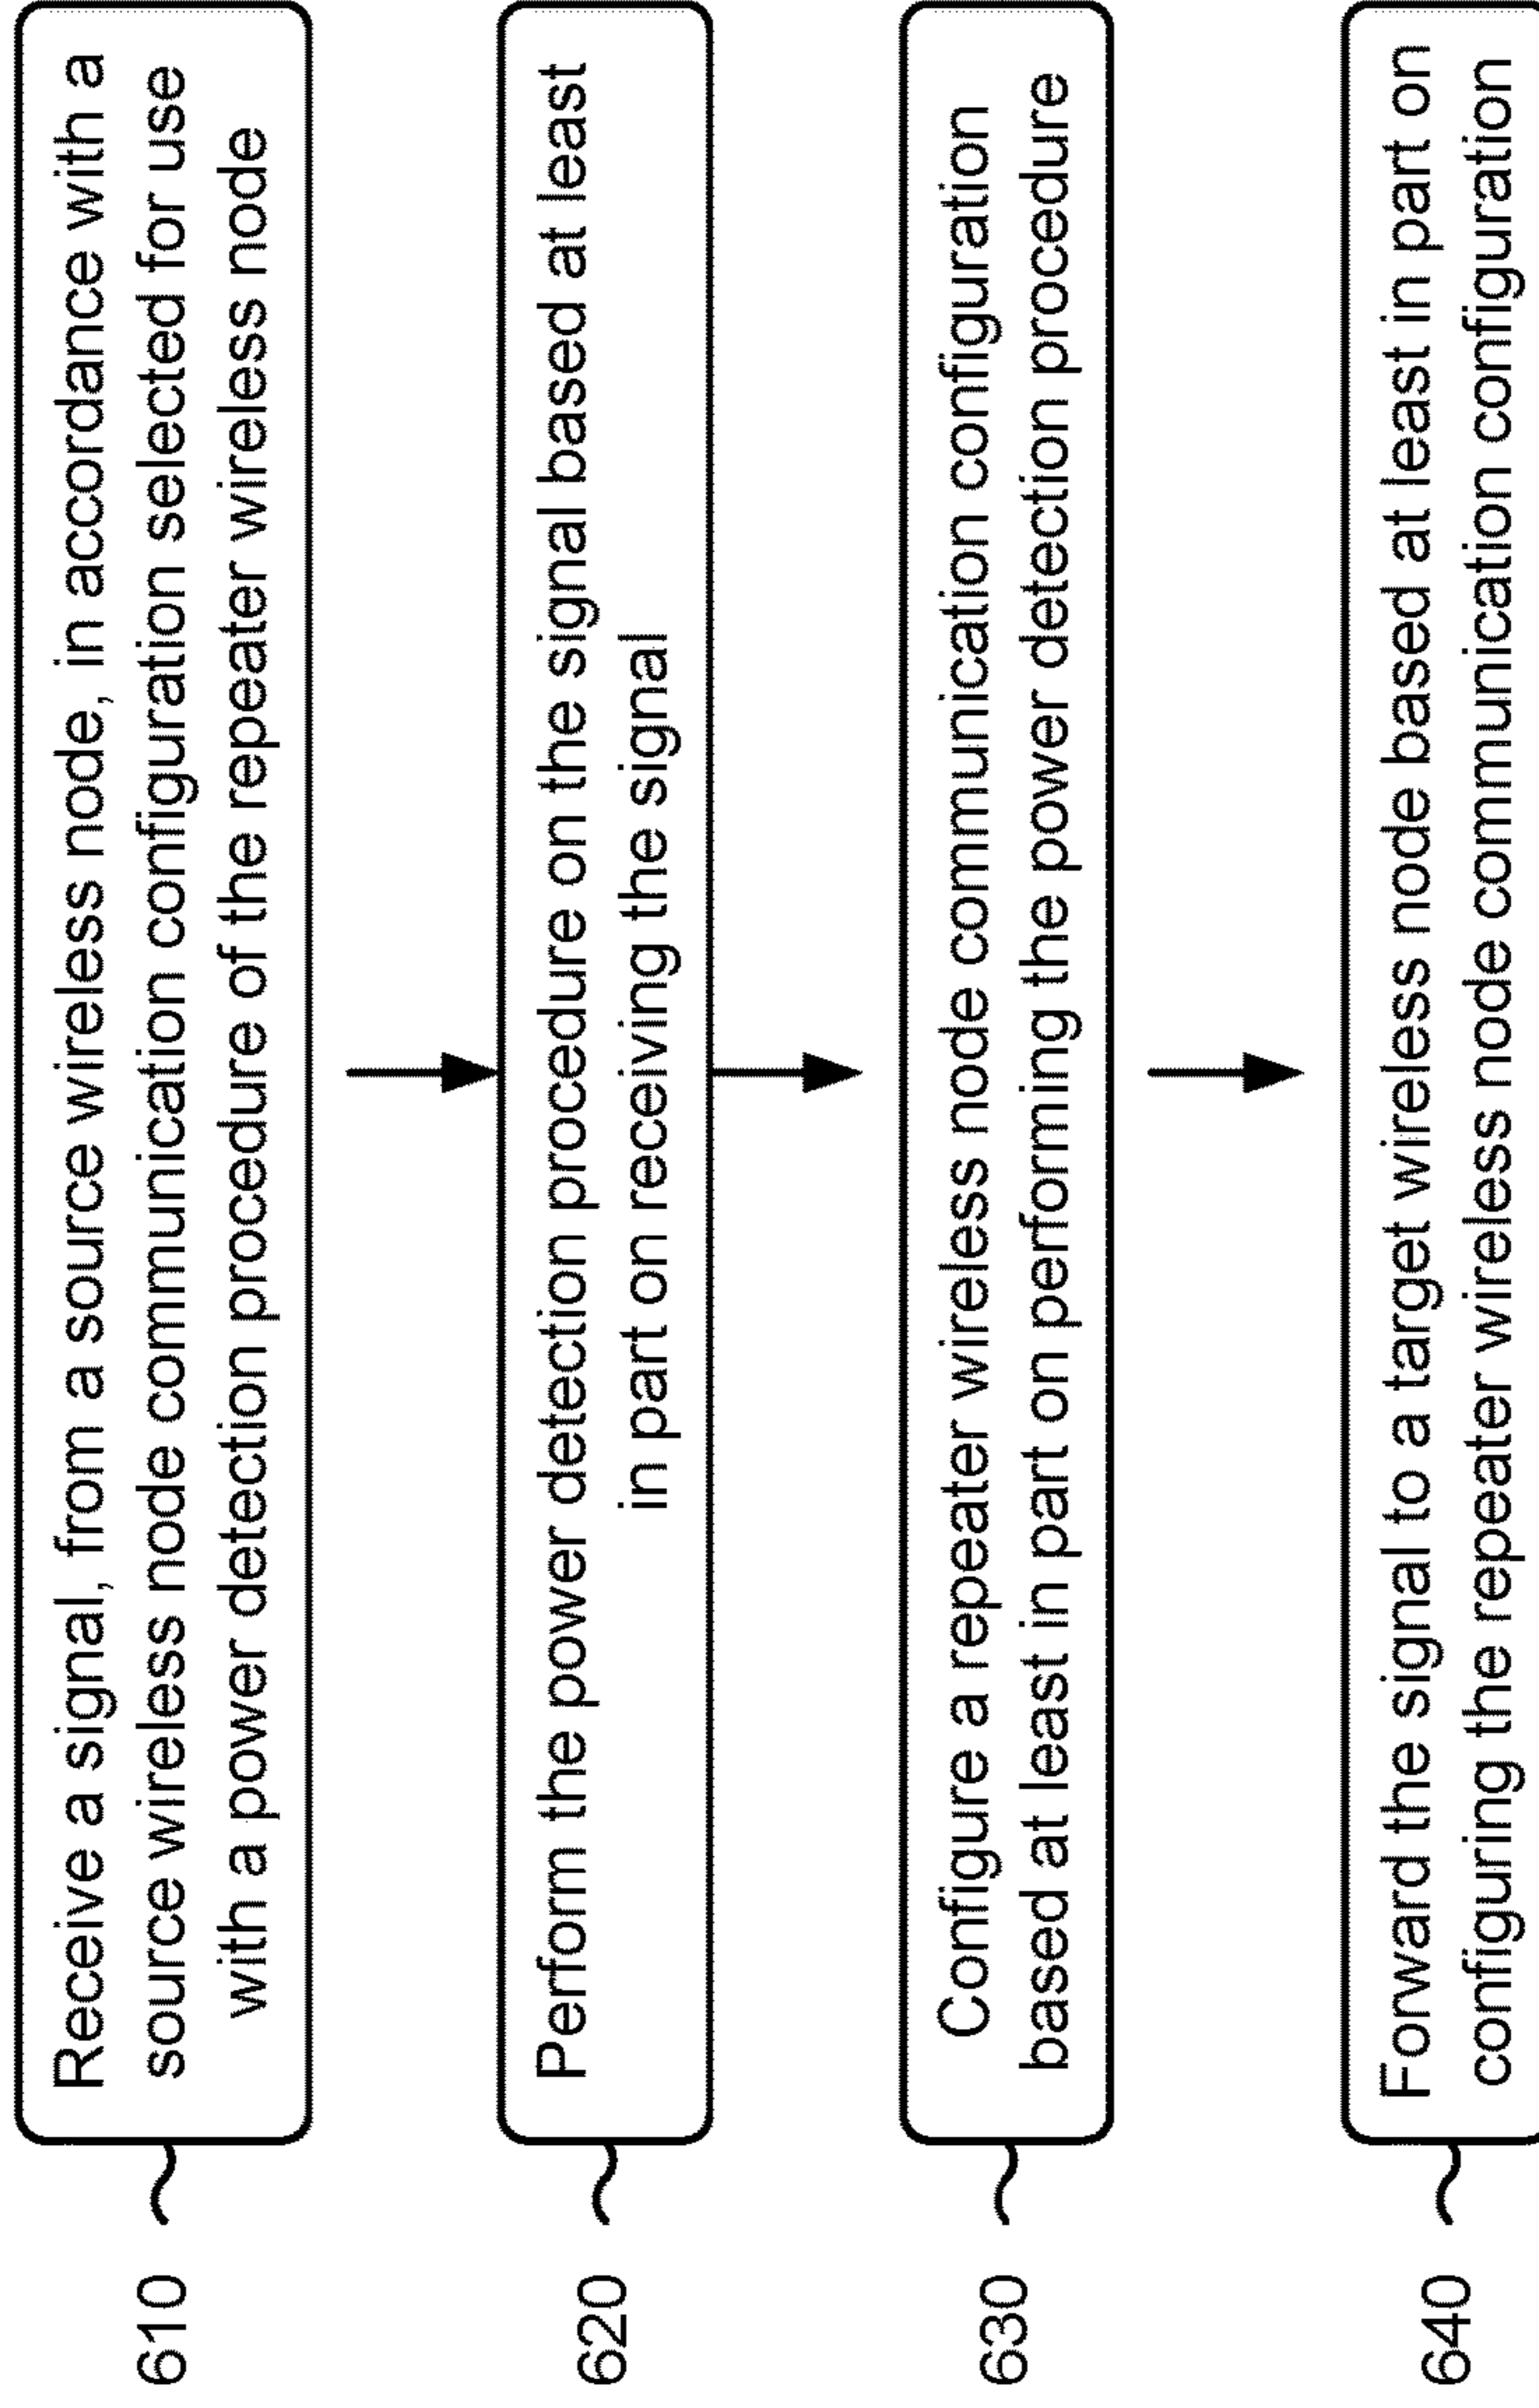 610
Receive a signal, from a source wireless node, in accordance with a
source wireless node communication configuration selected for use
with a power detection procedure of the repeater wireless node
620
Perform the power detection procedure on the signal based at least
in part on receiving the signal
630
Configure a repeater wireless node communication configuration
based at least in part on performing the power detection procedure
640
Forward the signal to a target wireless node based at least in part on
configuring the repeater wireless node communication configuration